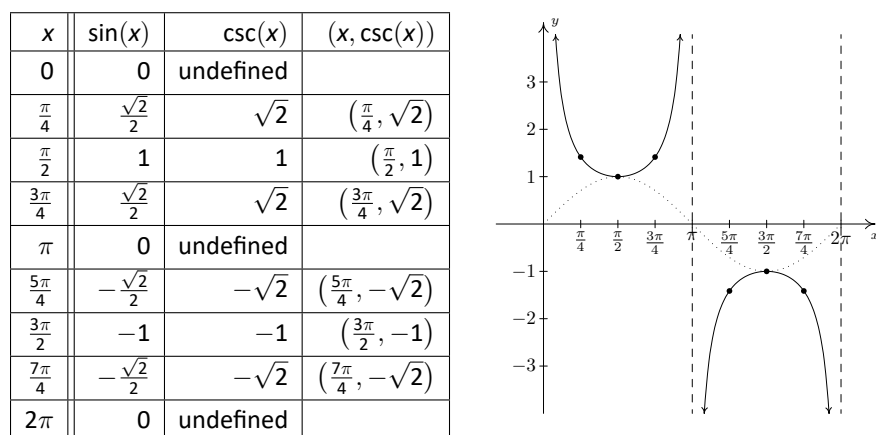 x sin(x) csc(x) (x, csc(x))
0 0 undefined
π/4 √2/2 √2 (π/4, √2)
π/2 1 1 (π/2, 1)
3π/4 √2/2 √2 (3π/4, √2)
π 0 undefined
5π/4 −√2/2 −√2 (5π/4, −√2)
3π/2 −1 −1 (3π/2, −1)
7π/4 −√2/2 −√2 (7π/4, −√2)
2π 0 undefined
y
3
2
1
π/4 π/2 3π/4 π 5π/4 3π/2 7π/4 2π x
−1
−2
−3